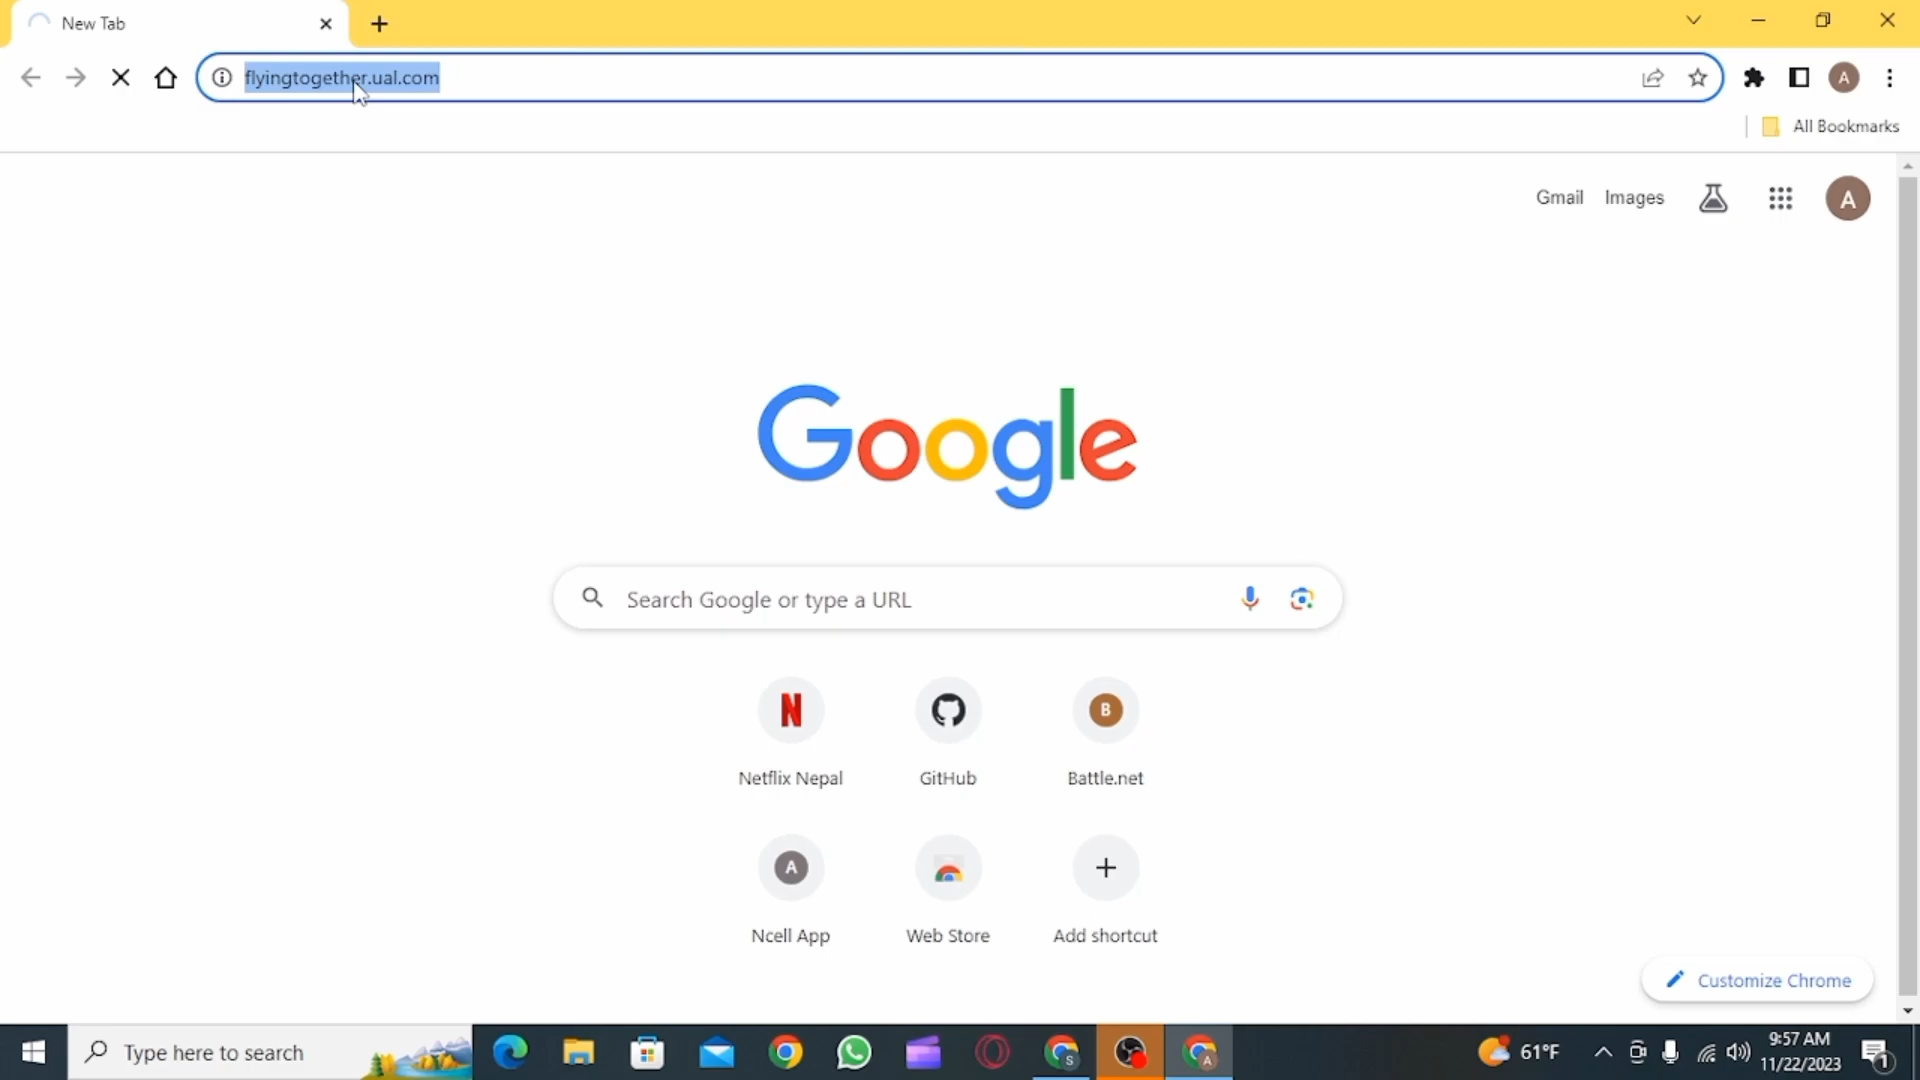 New Tab
flyingtogether.ual.com
All Bookmarks
Gmail Images
A
A
Google
Search Google or type a URL
N
B
Netflix Nepal GitHub Battle.net
A
Ncell App Web Store Add shortcut
Customize Chrome
Type here to search
S
A
61°F
9:57 AM
11/22/2023
1